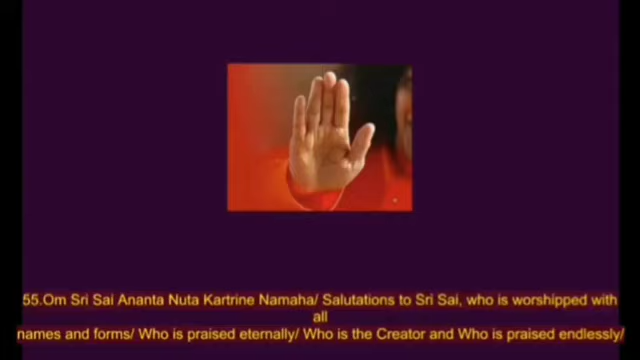 55.Om Sri Sai Ananta Nuta Kartrine Namaha/ Salutations to Sri Sai, who is worshipped with
all
names and forms/ Who is praised eternally/ Who is the Creator and Who is praised endlessly/